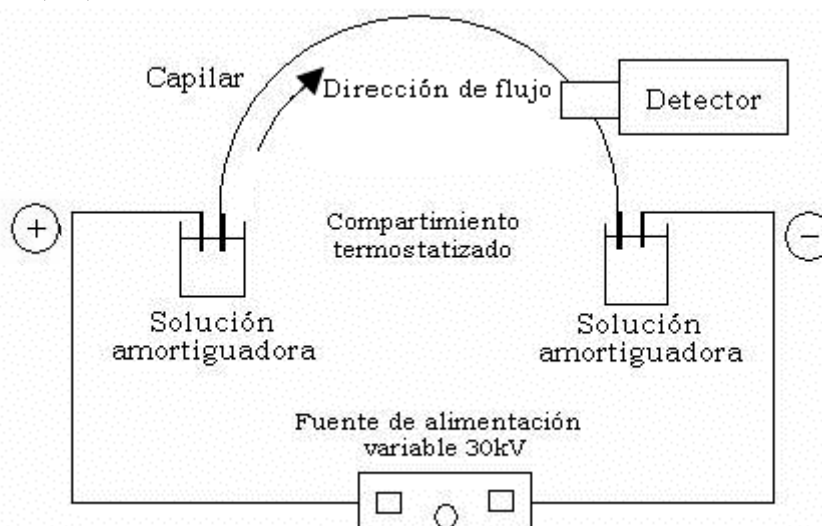 Capilar
Dirección de flujo
Detector
+
Compartimiento
termostatizado
−
Solución
amortiguadora
Solución
amortiguadora
Fuente de alimentación
variable 30kV